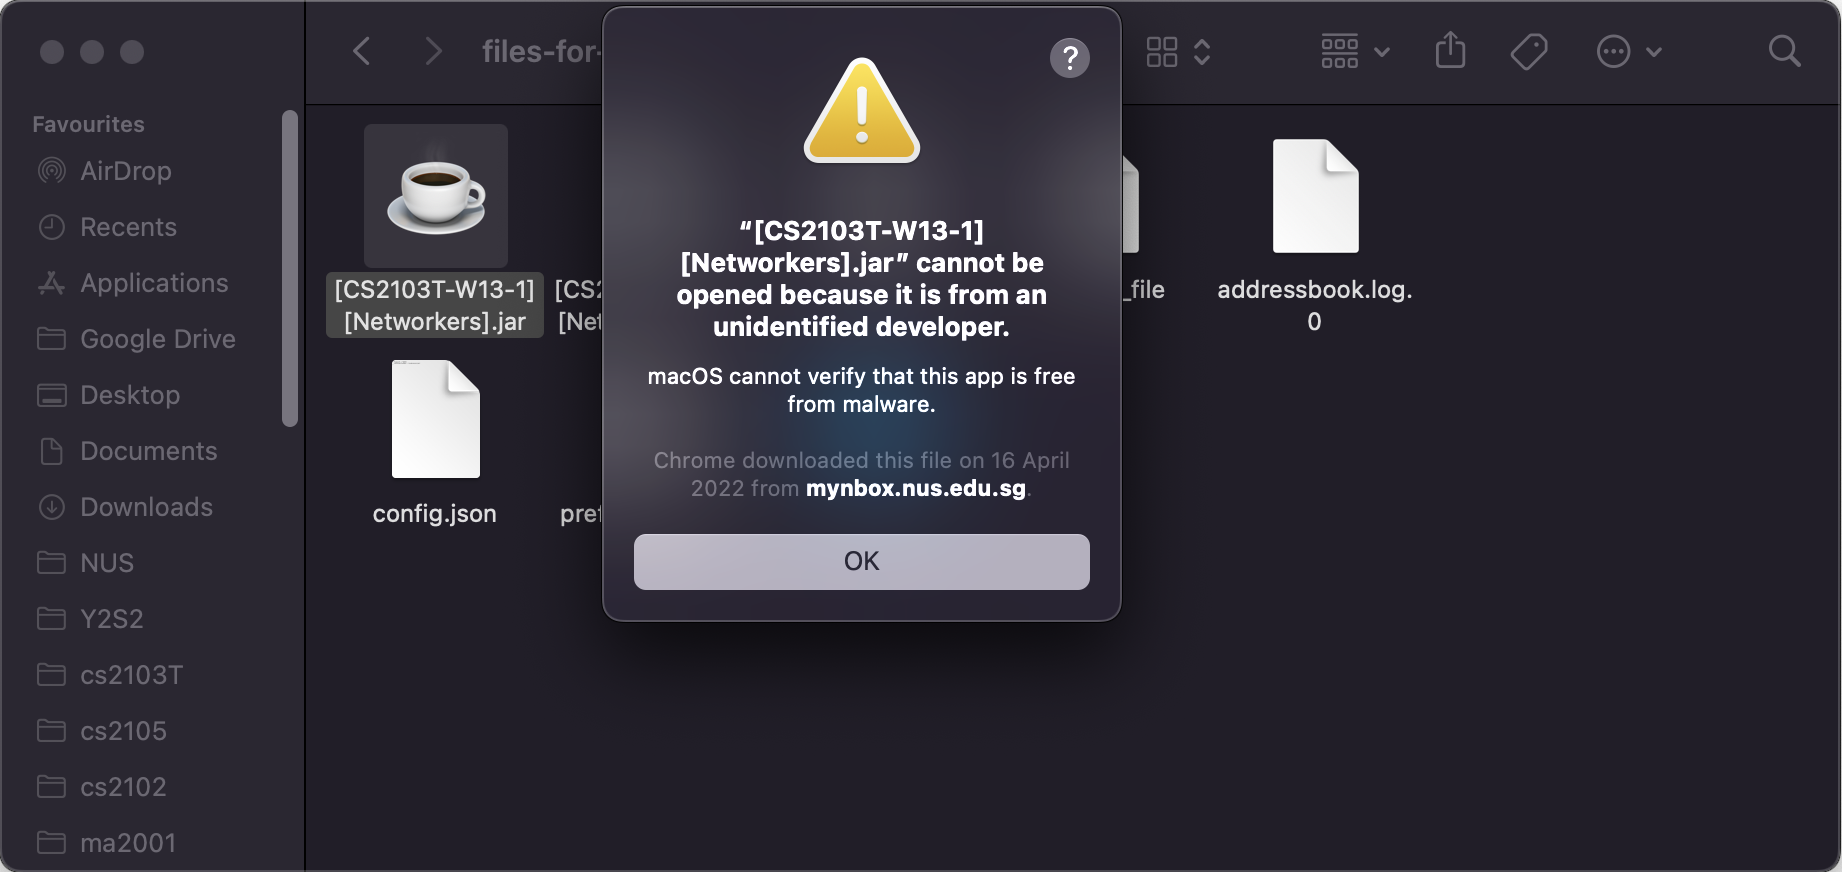 files-for-
Favourites
AirDrop
Recents
Applications
Google Drive
Desktop
Documents
Downloads
NUS
Y2S2
cs2103T
cs2105
cs2102
ma2001
[CS2103T-W13-1]
[Networkers].jar
[CS2
[Net
_file
addressbook.log.
0
config.json
pref
?
“[CS2103T-W13-1]
[Networkers].jar” cannot be
opened because it is from an
unidentified developer.
macOS cannot verify that this app is free
from malware.
Chrome downloaded this file on 16 April
2022 from mynbox.nus.edu.sg.
OK